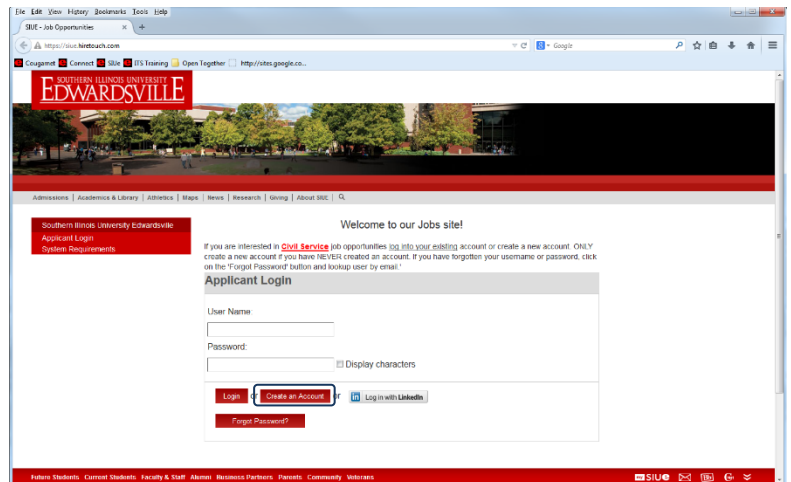 File Edit View History Bookmarks Tools Help
SIUE - Job Opportunities × +
https://siue.hiretouch.com
Google
Cougarnet Connect SIUe ITS Training Open Together http://sites.google.co...
SOUTHERN ILLINOIS UNIVERSITY
EDWARDSVILLE
Admissions | Academics & Library | Athletics | Maps | News | Research | Giving | About SIUE |
Southern Illinois University Edwardsville
Applicant Login
System Requirements
Welcome to our Jobs site!
If you are interested in Civil Service job opportunities log into your existing account or create a new account. ONLY
create a new account if you have NEVER created an account. If you have forgotten your username or password, click
on the 'Forgot Password' button and lookup user by email.'
Applicant Login
User Name:
Password:
Display characters
Login or Create an Account or in Log in with LinkedIn
Forgot Password?
Future Students Current Students Faculty & Staff Alumni Business Partners Parents Community Veterans
my SIUe Bb G